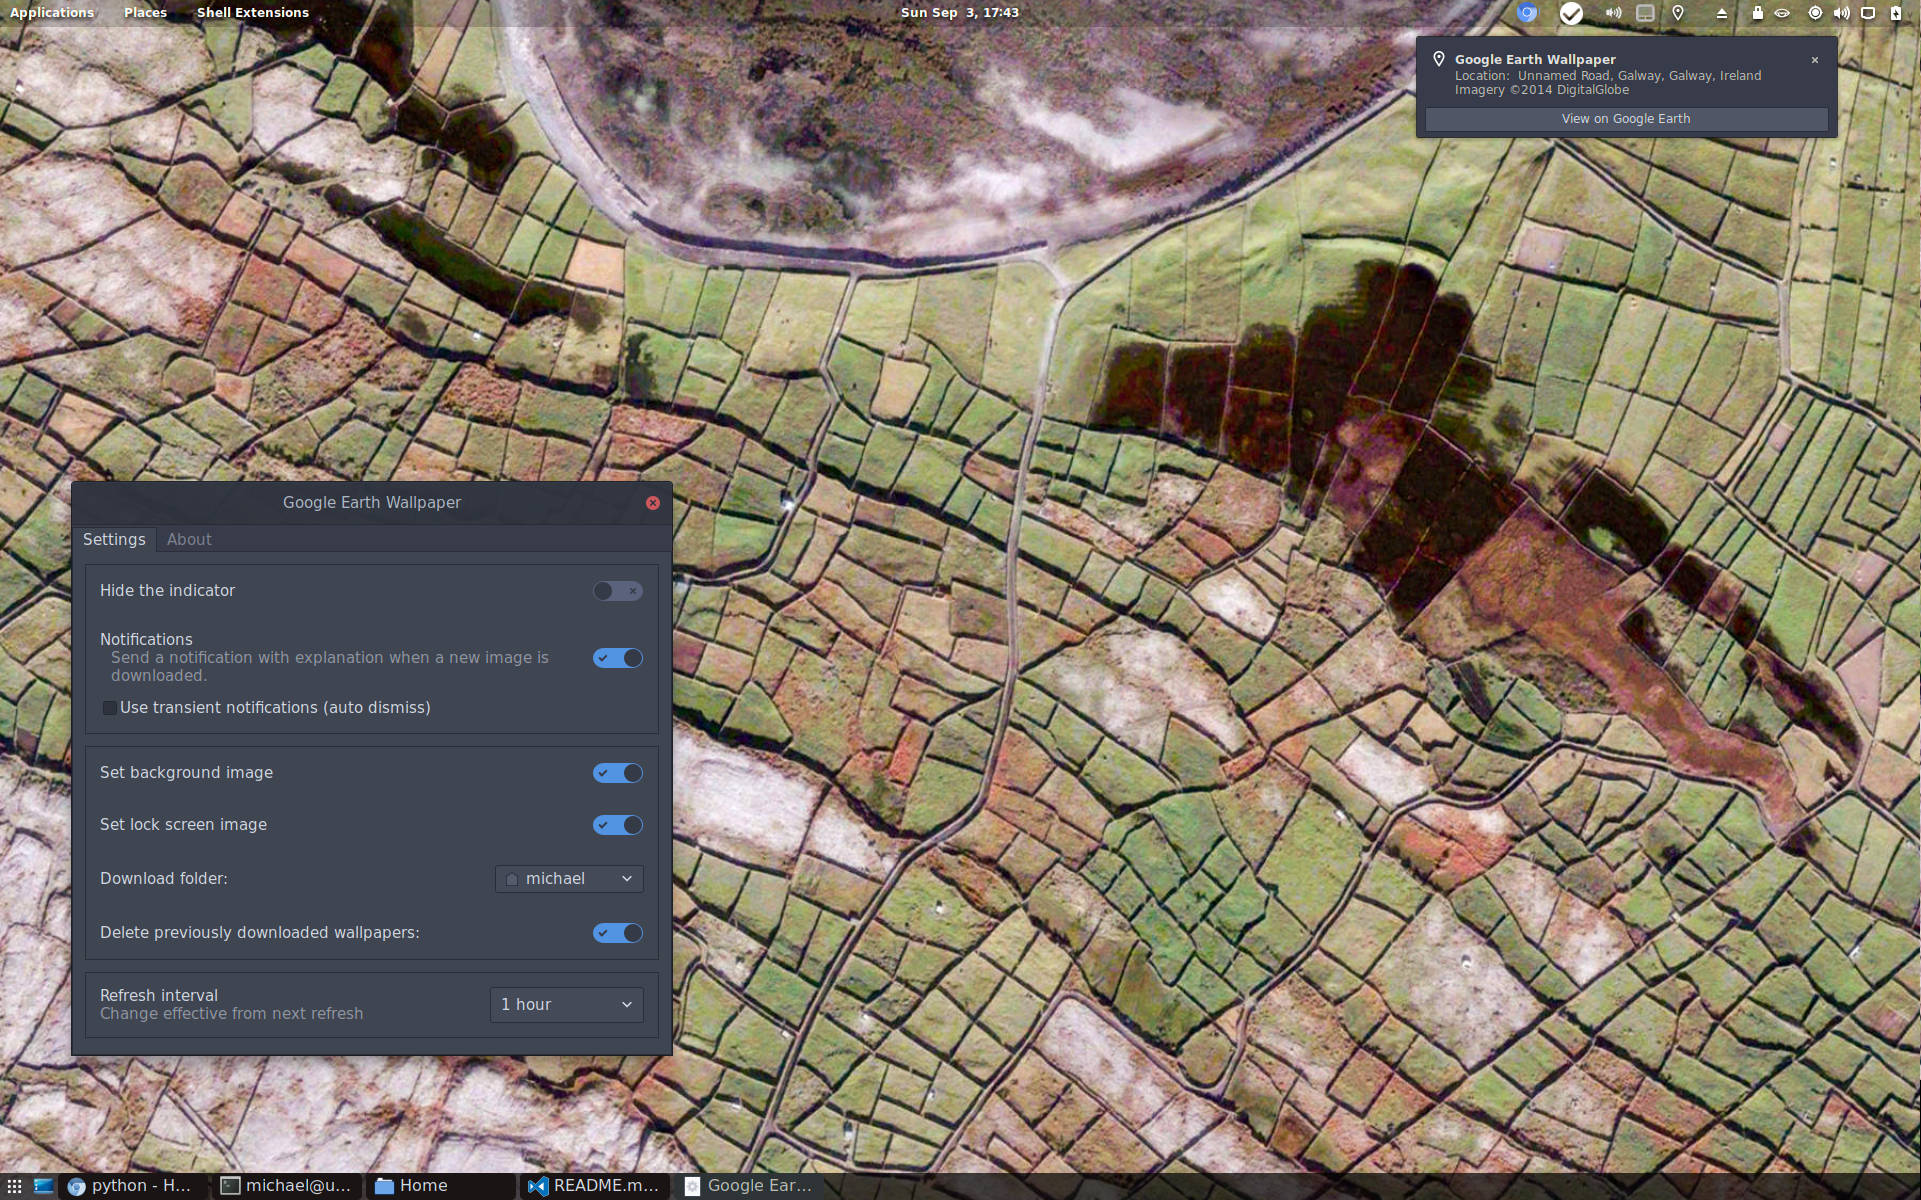 Applications Places Shell Extensions Sun Sep 3, 17:43
Google Earth Wallpaper
Location: Unnamed Road, Galway, Galway, Ireland
Imagery ©2014 DigitalGlobe
View on Google Earth
Google Earth Wallpaper
Settings About
Hide the indicator
Notifications
Send a notification with explanation when a new image is
downloaded.
Use transient notifications (auto dismiss)
Set background image
Set lock screen image
Download folder: michael
Delete previously downloaded wallpapers:
Refresh interval
Change effective from next refresh
1 hour
python - H... michael@u... Home README.m... Google Ear...